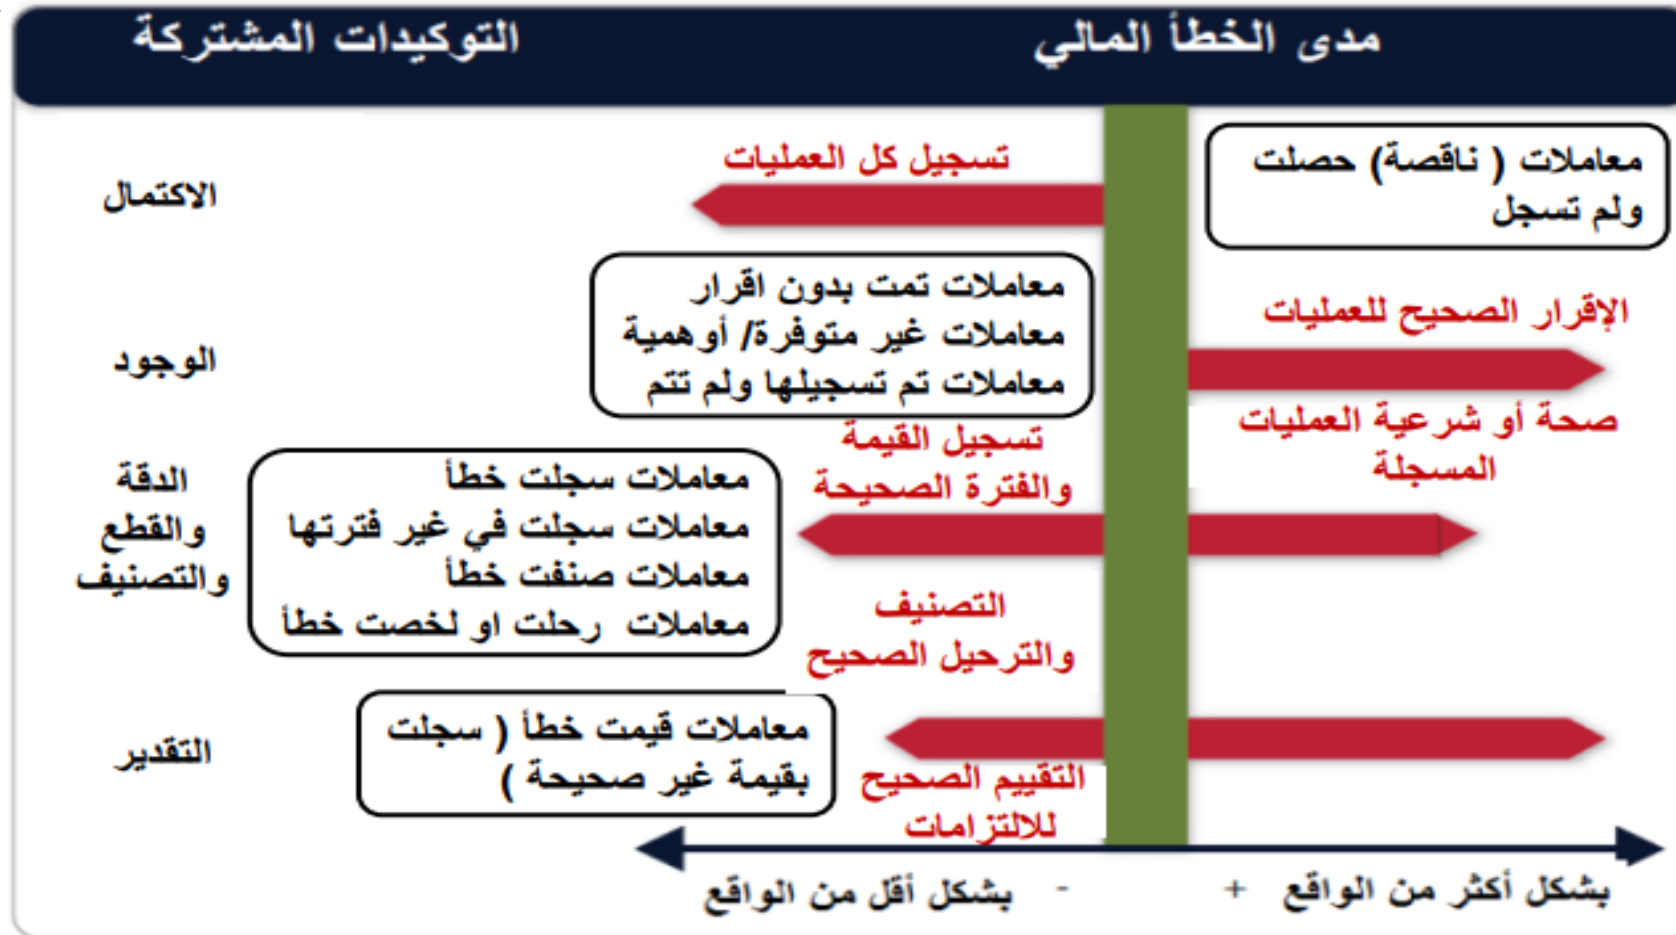 مدى الخطأ المالي
التوكيدات المشتركة
معاملات ( ناقصة) حصلت
ولم تسجل
تسجيل كل العمليات
الاكتمال
الإقرار الصحيح للعمليات
صحة أو شرعية العمليات
المسجلة
معاملات تمت بدون اقرار
معاملات غير متوفرة/ أوهمية
معاملات تم تسجيلها ولم تتم
الوجود
تسجيل القيمة
والفترة الصحيحة
التصنيف
والترحيل الصحيح
معاملات سجلت خطأ
معاملات سجلت في غير فترتها
معاملات صنفت خطأ
معاملات رحلت او لخصت خطأ
الدقة
والقطع
والتصنيف
معاملات قيمت خطأ ( سجلت
بقيمة غير صحيحة )
التقييم الصحيح
للالتزامات
التقدير
بشكل أكثر من الواقع +
- بشكل أقل من الواقع